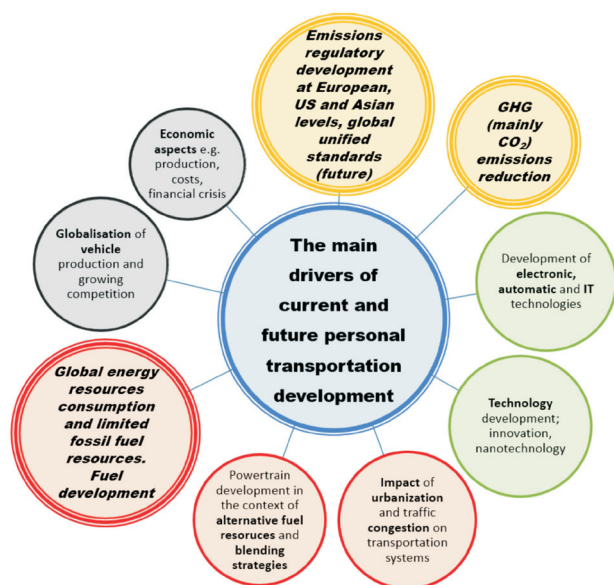 Emissions
regulatory
development
at European,
US and Asian
levels, global
unified
standards
(future)
GHG
(mainly
CO₂)
emissions
reduction
Economic
aspects e.g.
production,
costs,
financial crisis
Globalisation of
vehicle
production and
growing
competition
The main
drivers of
current and
future personal
transportation
development
Development of
electronic,
automatic and IT
technologies
Global energy
resources
consumption
and limited
fossil fuel
resources.
Fuel
development
Technology
development;
innovation,
nanotechnology
Powertrain
development in
the context of
alternative fuel
resoruces and
blending
strategies
Impact of
urbanization
and traffic
congestion on
transportation
systems